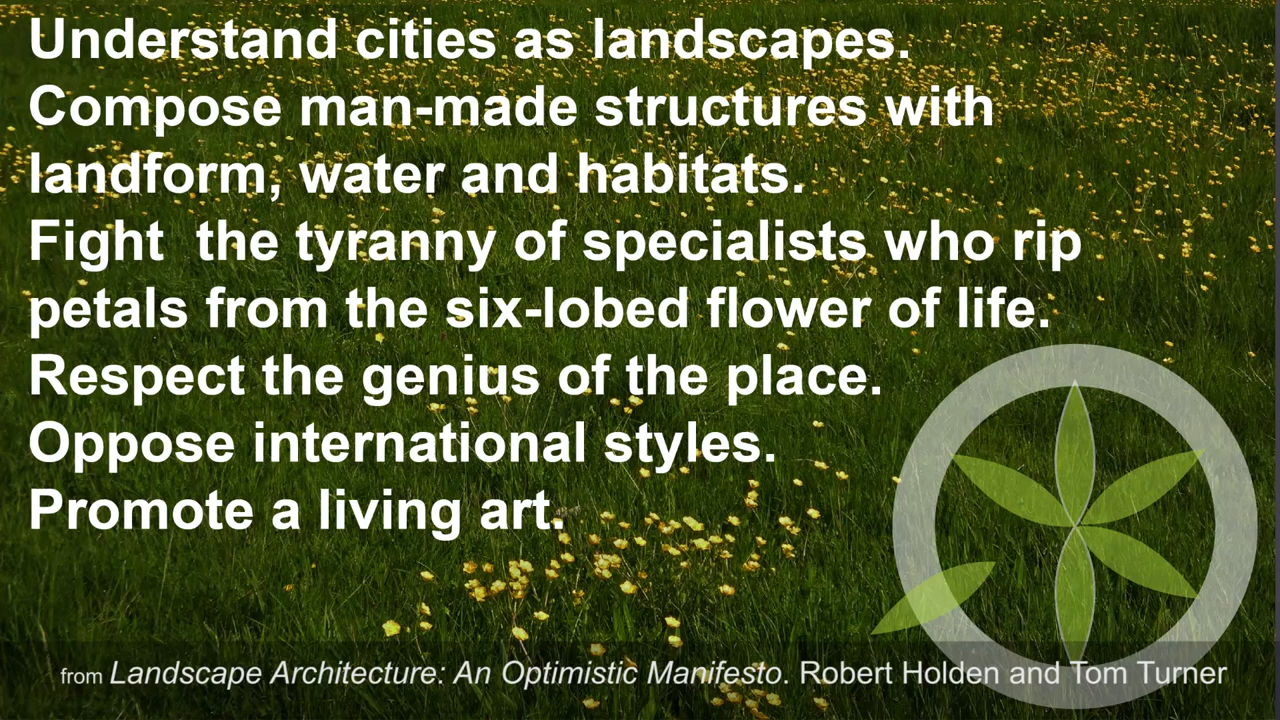 Understand cities as landscapes.
Compose man-made structures with
landform, water and habitats.
Fight  the tyranny of specialists who rip
petals from the six-lobed flower of life.
Respect the genius of the place.
Oppose international styles.
Promote a living art.
from Landscape Architecture: An Optimistic Manifesto. Robert Holden and Tom Turner